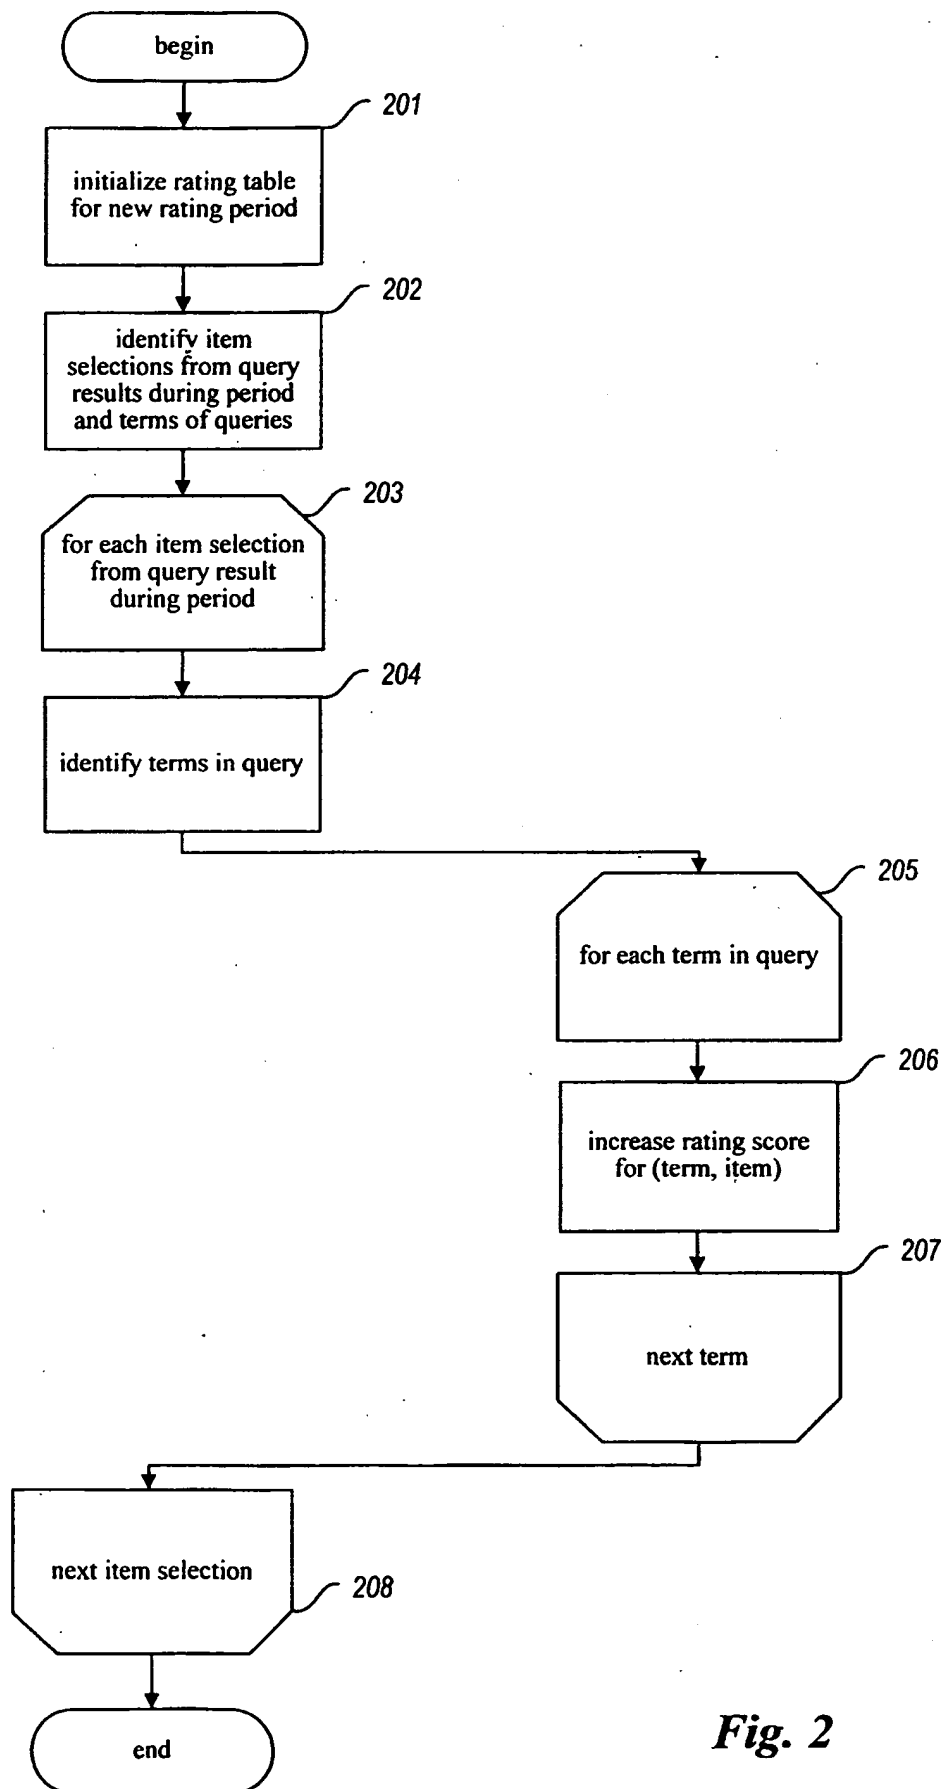 begin
201
initialize rating table
for new rating period
202
identify item
selections from query
results during period
and terms of queries
203
for each item selection
from query result
during period
204
identify terms in query
205
for each term in query
206
increase rating score
for (term, item)
207
next term
next item selection
208
end
Fig. 2